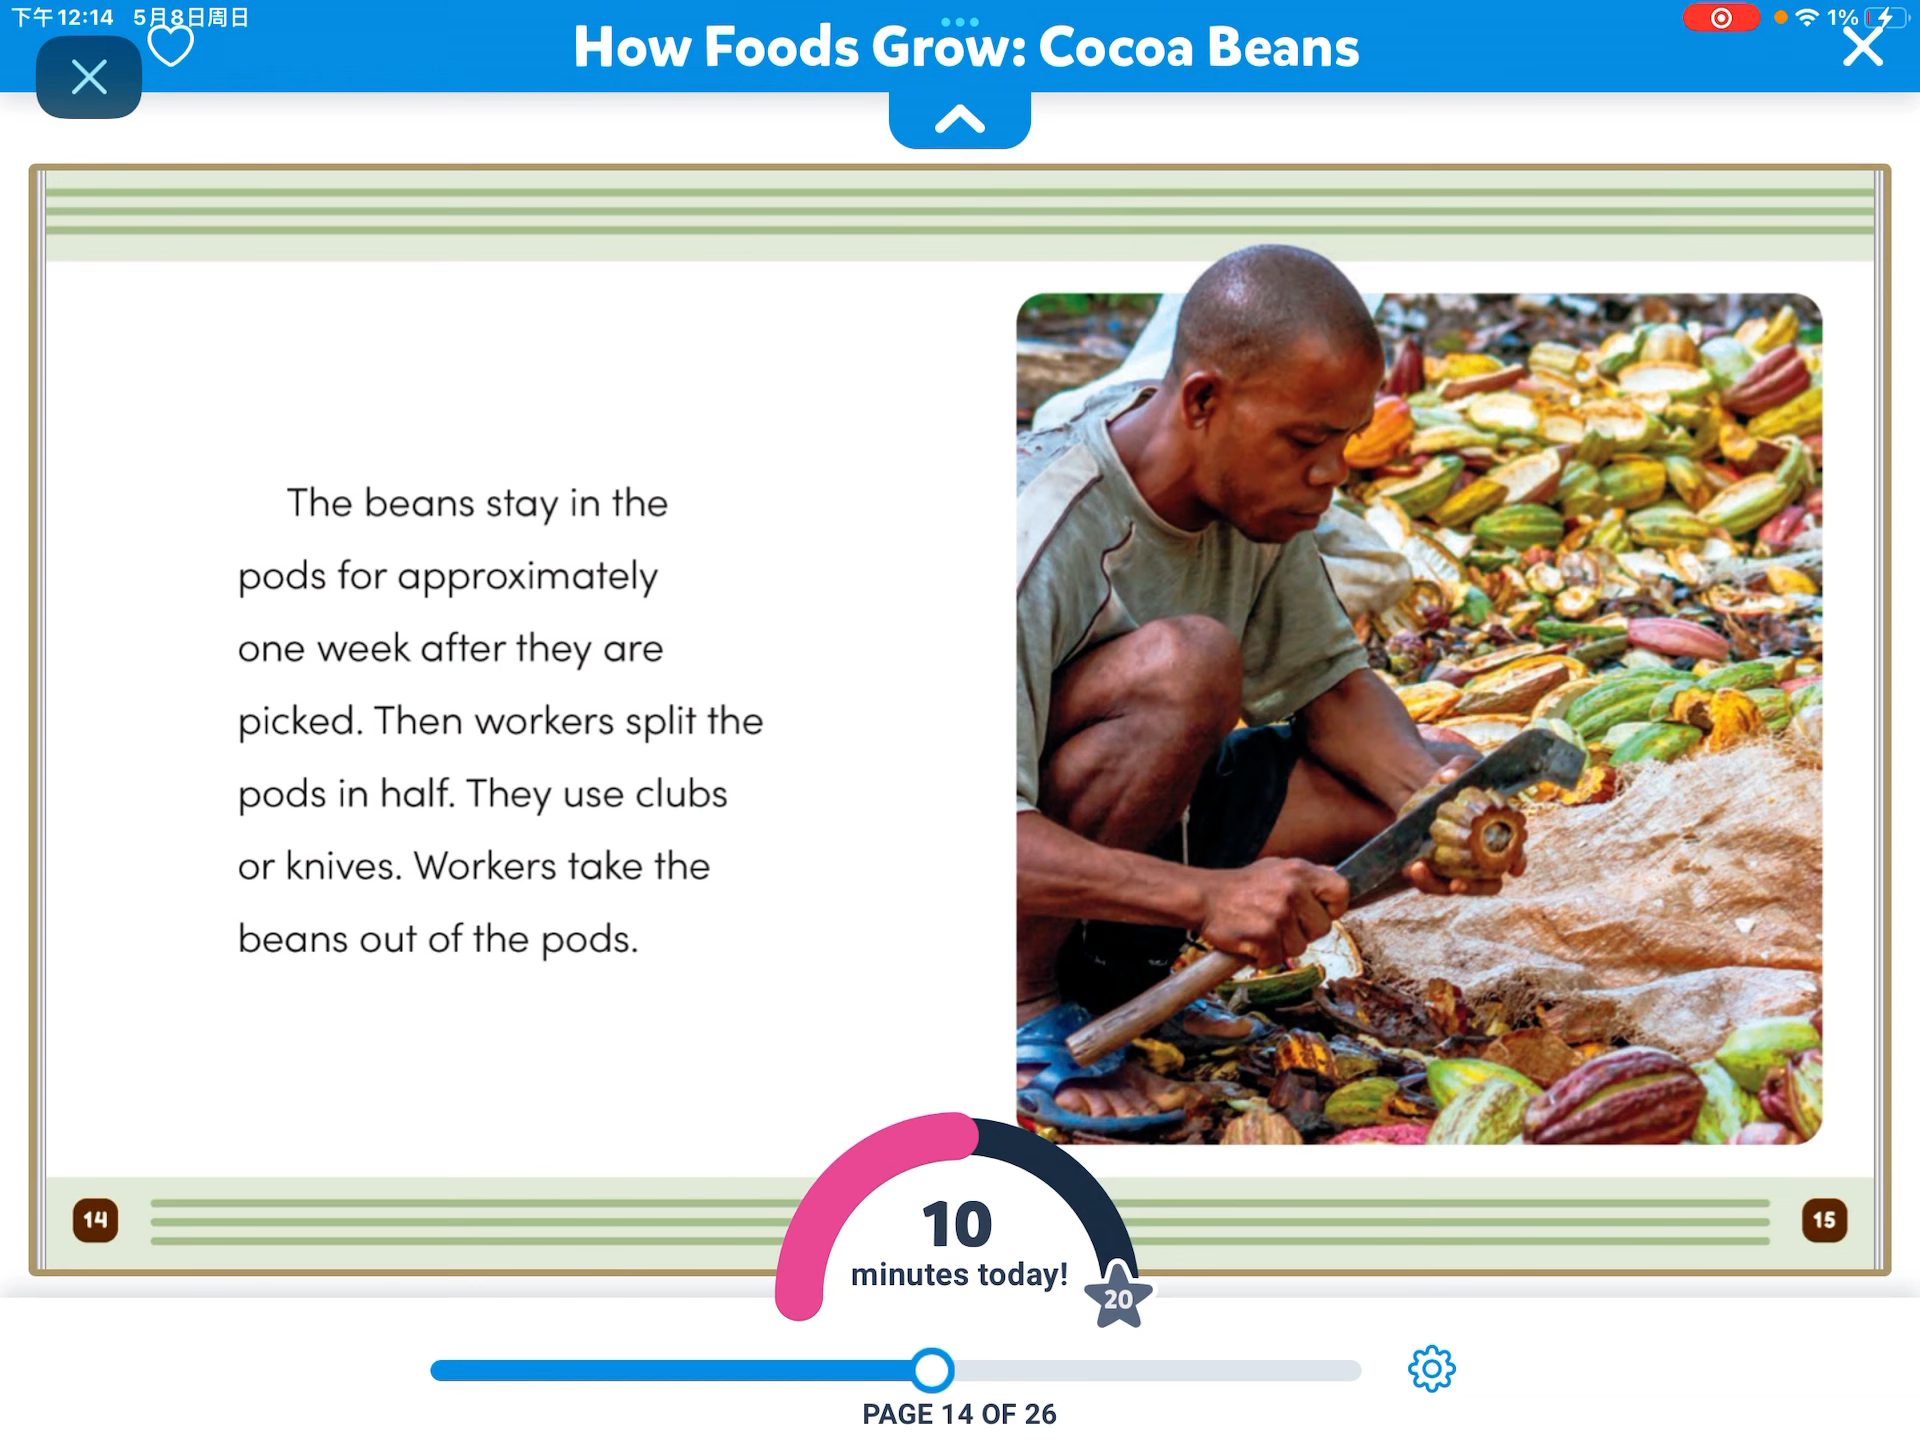 下午12:14 5月8日周日
1%
How Foods Grow: Cocoa Beans
The beans stay in the
pods for approximately
one week after they are
picked. Then workers split the
pods in half. They use clubs
or knives. Workers take the
beans out of the pods.
14
15
10
minutes today!
20
PAGE 14 OF 26